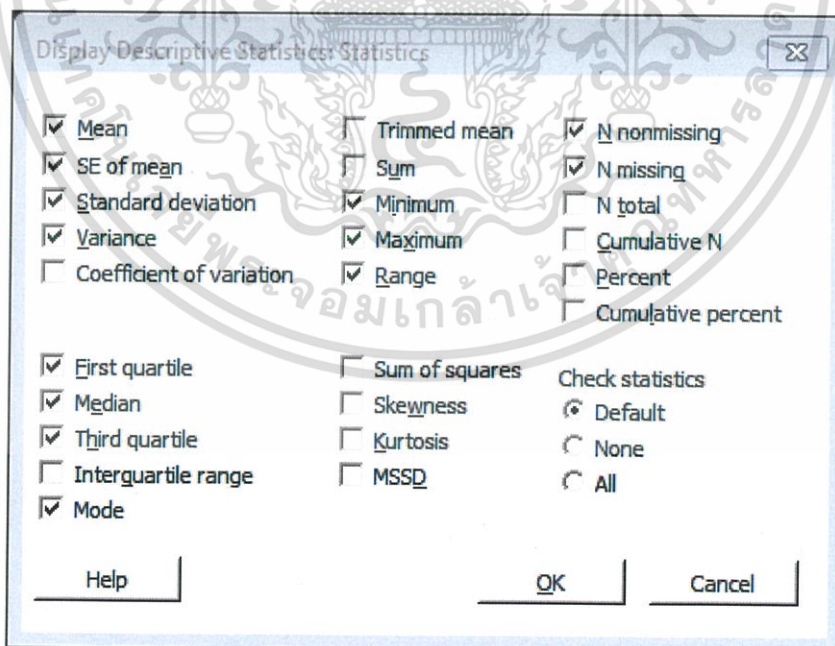 Display Descriptive Statistics: Statistics
Mean
SE of mean
Standard deviation
Variance
Coefficient of variation
Trimmed mean
Sum
Minimum
Maximum
Range
N nonmissing
N missing
N total
Cumulative N
Percent
Cumulative percent
First quartile
Median
Third quartile
Interquartile range
Mode
Sum of squares
Skewness
Kurtosis
MSSD
Check statistics
Default
None
All
Help
OK
Cancel